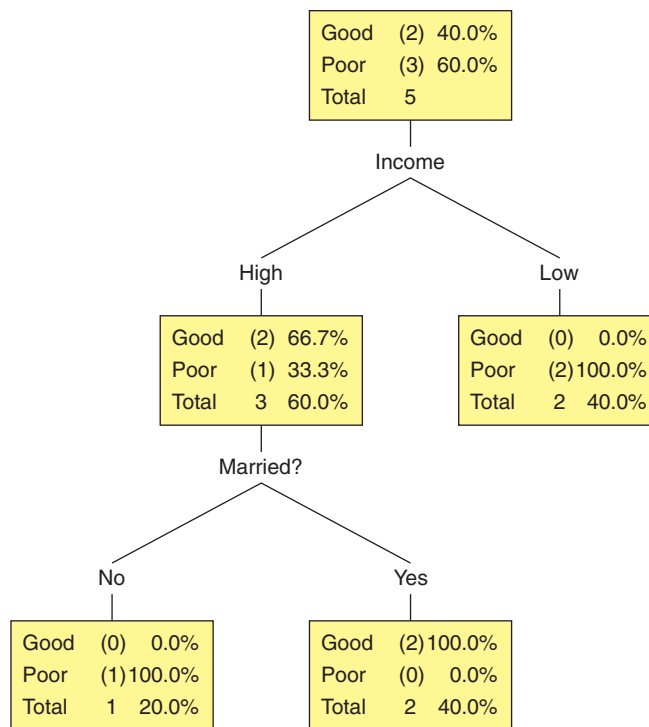 Good (2) 40.0%
Poor (3) 60.0%
Total 5
Income
High
Low
Good (2) 66.7%
Poor (1) 33.3%
Total 3 60.0%
Good (0) 0.0%
Poor (2) 100.0%
Total 2 40.0%
Married?
No
Yes
Good (0) 0.0%
Poor (1) 100.0%
Total 1 20.0%
Good (2) 100.0%
Poor (0) 0.0%
Total 2 40.0%